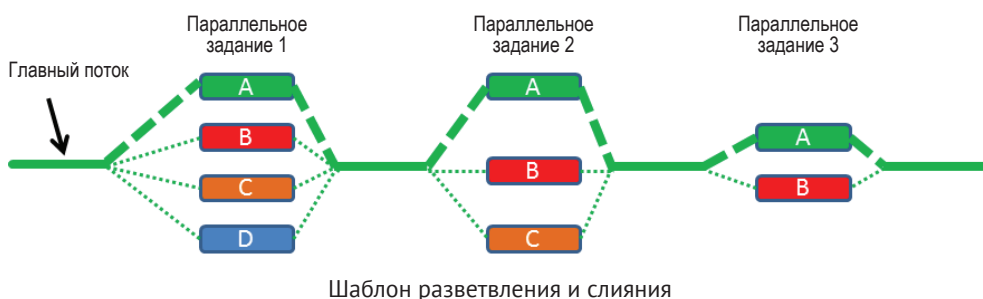 Параллельное
задание 1
Параллельное
задание 2
Параллельное
задание 3
Главный поток
A
B
C
D
A
B
C
A
B
Шаблон разветвления и слияния